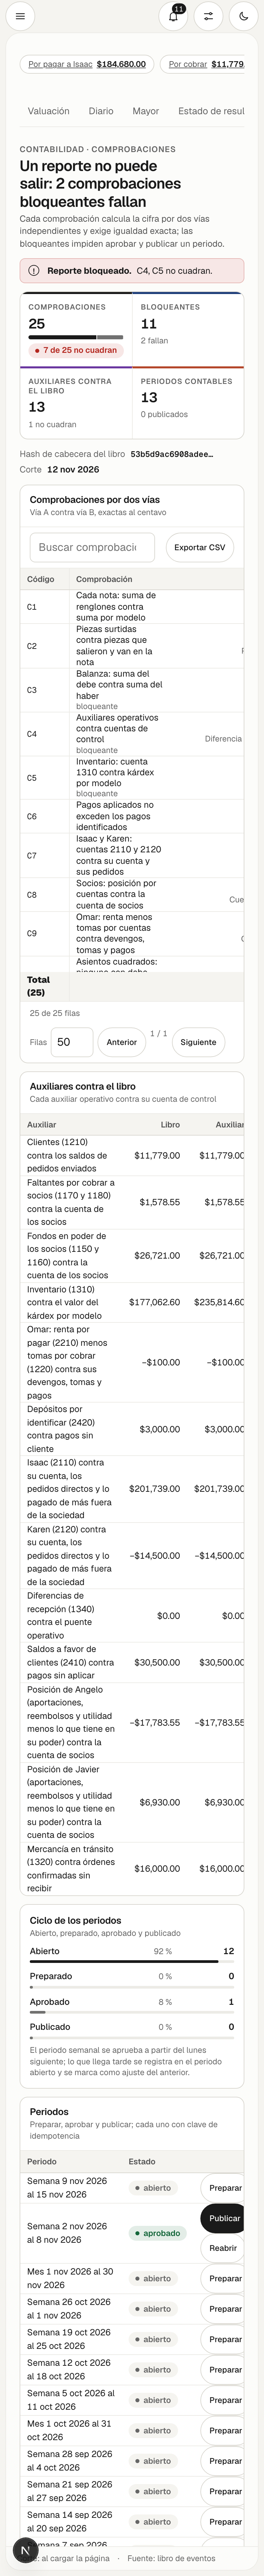 11
Por pagar a Isaac $184,680.00 Por cobrar $11,779.
Valuación Diario Mayor Estado de resul
CONTABILIDAD · COMPROBACIONES
Un reporte no puede
salir: 2 comprobaciones
bloqueantes fallan
Cada comprobación calcula la cifra por dos vías
independientes y exige igualdad exacta; las
bloqueantes impiden aprobar y publicar un periodo.
Reporte bloqueado. C4, C5 no cuadran.
COMPROBACIONES
25
7 de 25 no cuadran
BLOQUEANTES
11
2 fallan
AUXILIARES CONTRA
EL LIBRO
13
1 no cuadran
PERIODOS CONTABLES
13
0 publicados
Hash de cabecera del libro 53b5d9ac6908adee…
Corte 12 nov 2026
Comprobaciones por dos vías
Vía A contra vía B, exactas al centavo
Buscar comprobación
Exportar CSV
Código Comprobación
C1 Cada nota: suma de
renglones contra
suma por modelo
C2 Piezas surtidas
contra piezas que
salieron y van en la
nota
C3 Balanza: suma del
debe contra suma del
haber
bloqueante
C4 Auxiliares operativos
contra cuentas de
control
bloqueante
Diferencia
C5 Inventario: cuenta
1310 contra kárdex
por modelo
bloqueante
C6 Pagos aplicados no
exceden los pagos
identificados
C7 Isaac y Karen:
cuentas 2110 y 2120
contra su cuenta y
sus pedidos
C8 Socios: posición por
cuentas contra la
cuenta de socios
Cue
C9 Omar: renta menos
tomas por cuentas
contra devengos,
tomas y pagos
Asientos cuadrados:
Total
(25)
25 de 25 filas
Filas 50 Anterior 1 / 1 Siguiente
Auxiliares contra el libro
Cada auxiliar operativo contra su cuenta de control
Auxiliar Libro Auxiliar
Clientes (1210)
contra los saldos de
pedidos enviados
$11,779.00 $11,779.00
Faltantes por cobrar a
socios (1170 y 1180)
contra la cuenta de
los socios
$1,578.55 $1,578.55
Fondos en poder de
los socios (1150 y
1160) contra la
cuenta de los socios
$26,721.00 $26,721.00
Inventario (1310)
contra el valor del
kárdex por modelo
$177,062.60 $235,814.60
Omar: renta por
pagar (2210) menos
tomas por cobrar
(1220) contra sus
devengos, tomas y
pagos
−$100.00 −$100.00
Depósitos por
identificar (2420)
contra pagos sin
cliente
$3,000.00 $3,000.00
Isaac (2110) contra
su cuenta, los
pedidos directos y lo
pagado de más fuera
de la sociedad
$201,739.00 $201,739.00
Karen (2120) contra
su cuenta, los
pedidos directos y lo
pagado de más fuera
de la sociedad
−$14,500.00 −$14,500.00
Diferencias de
recepción (1340)
contra el puente
operativo
$0.00 $0.00
Saldos a favor de
clientes (2410) contra
pagos sin aplicar
$30,500.00 $30,500.00
Posición de Angelo
(aportaciones,
reembolsos y utilidad
menos lo que tiene en
su poder) contra la
cuenta de socios
−$17,783.55 −$17,783.55
Posición de Javier
(aportaciones,
reembolsos y utilidad
menos lo que tiene en
su poder) contra la
cuenta de socios
$6,930.00 $6,930.00
Mercancía en tránsito
(1320) contra órdenes
confirmadas sin
recibir
$16,000.00 $16,000.00
Ciclo de los periodos
Abierto, preparado, aprobado y publicado
Abierto 92 % 12
Preparado 0 % 0
Aprobado 8 % 1
Publicado 0 % 0
El periodo semanal se aprueba a partir del lunes
siguiente; lo que llega tarde se registra en el periodo
abierto y se marca como ajuste del anterior.
Periodos
Preparar, aprobar y publicar; cada uno con clave de
idempotencia
Periodo Estado
Semana 9 nov 2026
al 15 nov 2026
abierto Preparar
Semana 2 nov 2026
al 8 nov 2026
aprobado Publicar
Reabrir
Mes 1 nov 2026 al 30
nov 2026
abierto Preparar
Semana 26 oct 2026
al 1 nov 2026
abierto Preparar
Semana 19 oct 2026
al 25 oct 2026
abierto Preparar
Semana 12 oct 2026
al 18 oct 2026
abierto Preparar
Semana 5 oct 2026 al
11 oct 2026
abierto Preparar
Mes 1 oct 2026 al 31
oct 2026
abierto Preparar
Semana 28 sep 2026
al 4 oct 2026
abierto Preparar
Semana 21 sep 2026
al 27 sep 2026
abierto Preparar
Semana 14 sep 2026
al 20 sep 2026
abierto Preparar
N
al cargar la página · Fuente: libro de eventos